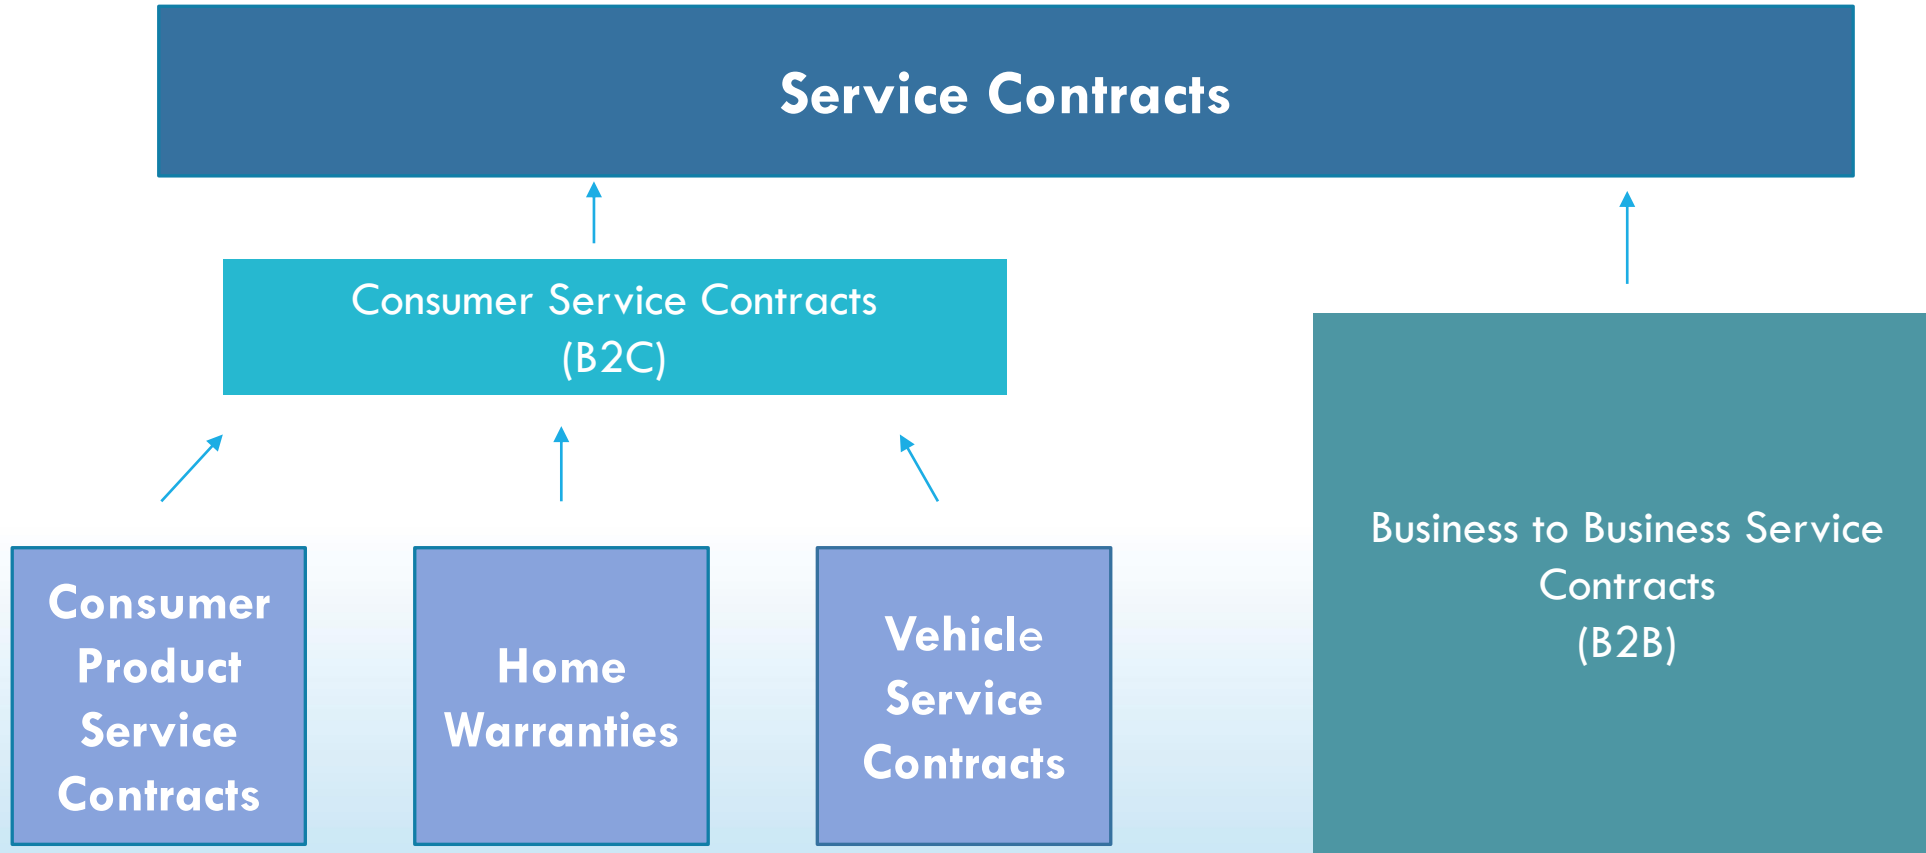 Service Contracts
Consumer Service Contracts
(B2C)
Consumer
Product
Service
Contracts
Home
Warranties
Vehicle
Service
Contracts
Business to Business Service
Contracts
(B2B)